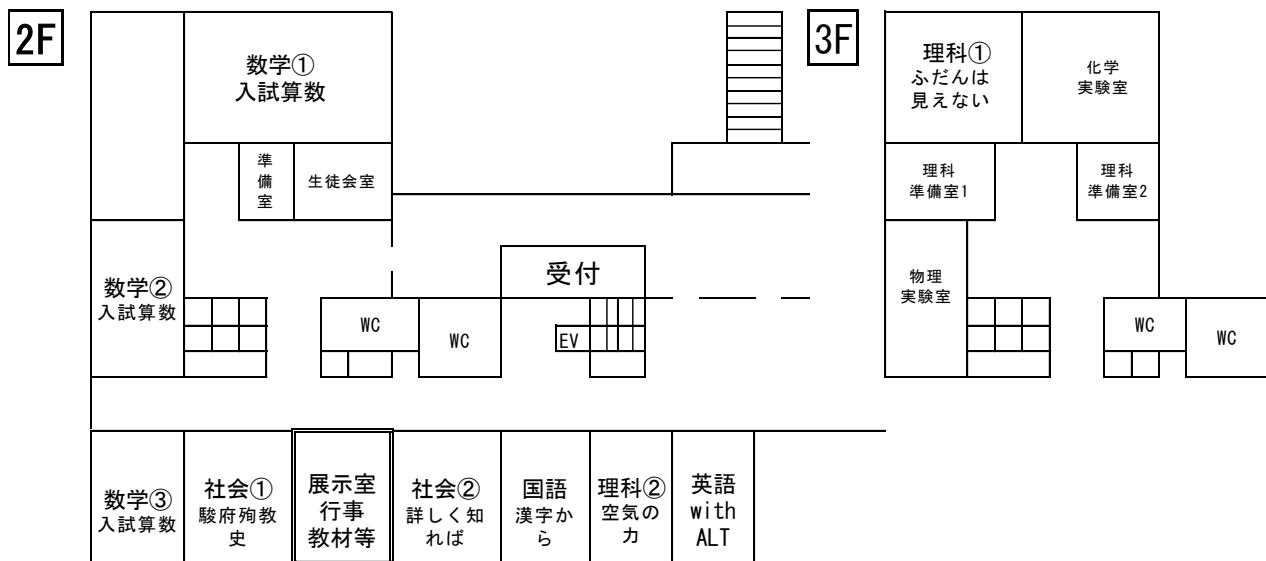 2F
数学①
入試算数
準
備
室
生徒会室
受付
数学②
入試算数
WC
WC
EV
数学③
入試算数
社会①
駿府殉教
史
展示室
行事
教材等
社会②
詳しく知
れば
国語
漢字か
ら
理科②
空気の
力
英語
with
ALT
3F
理科①
ふだんは
見えない
化学
実験室
理科
準備室1
理科
準備室2
物理
実験室
WC
WC